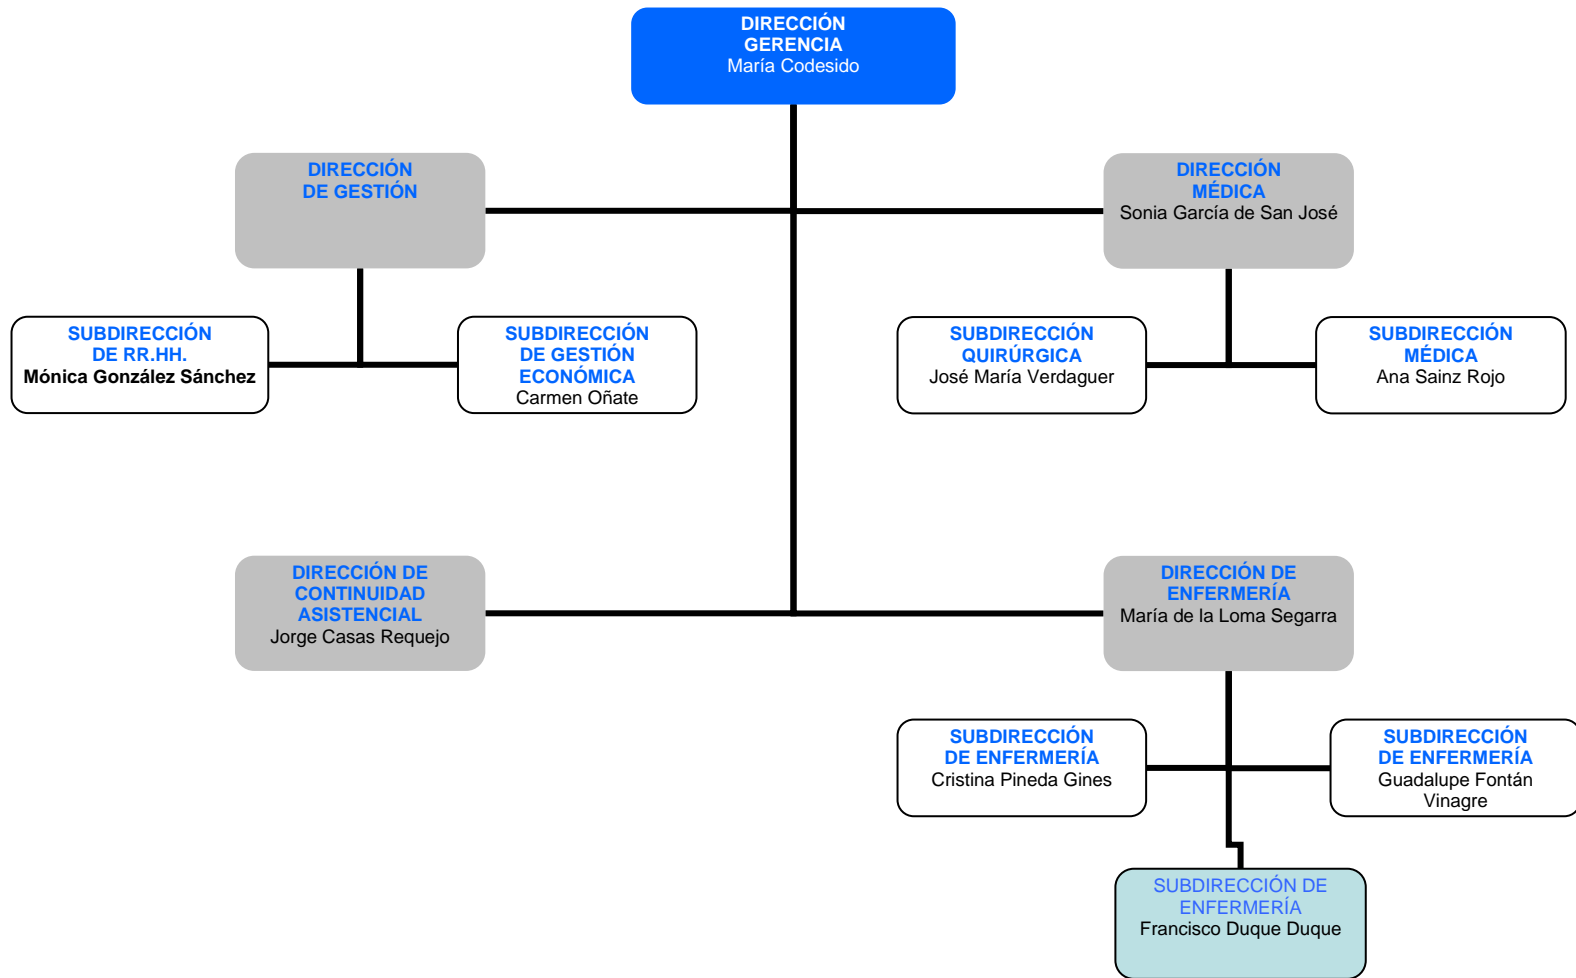 DIRECCIÓN
GERENCIA
María Codesido
DIRECCIÓN
DE GESTIÓN
DIRECCIÓN
MÉDICA
Sonia García de San José
SUBDIRECCIÓN
DE RR.HH.
Mónica González Sánchez
SUBDIRECCIÓN
DE GESTIÓN
ECONÓMICA
Carmen Oñate
SUBDIRECCIÓN
QUIRÚRGICA
José María Verdaguer
SUBDIRECCIÓN
MÉDICA
Ana Sainz Rojo
DIRECCIÓN DE
CONTINUIDAD
ASISTENCIAL
Jorge Casas Requejo
DIRECCIÓN DE
ENFERMERÍA
María de la Loma Segarra
SUBDIRECCIÓN
DE ENFERMERÍA
Cristina Pineda Gines
SUBDIRECCIÓN
DE ENFERMERÍA
Guadalupe Fontán
Vinagre
SUBDIRECCIÓN DE
ENFERMERÍA
Francisco Duque Duque